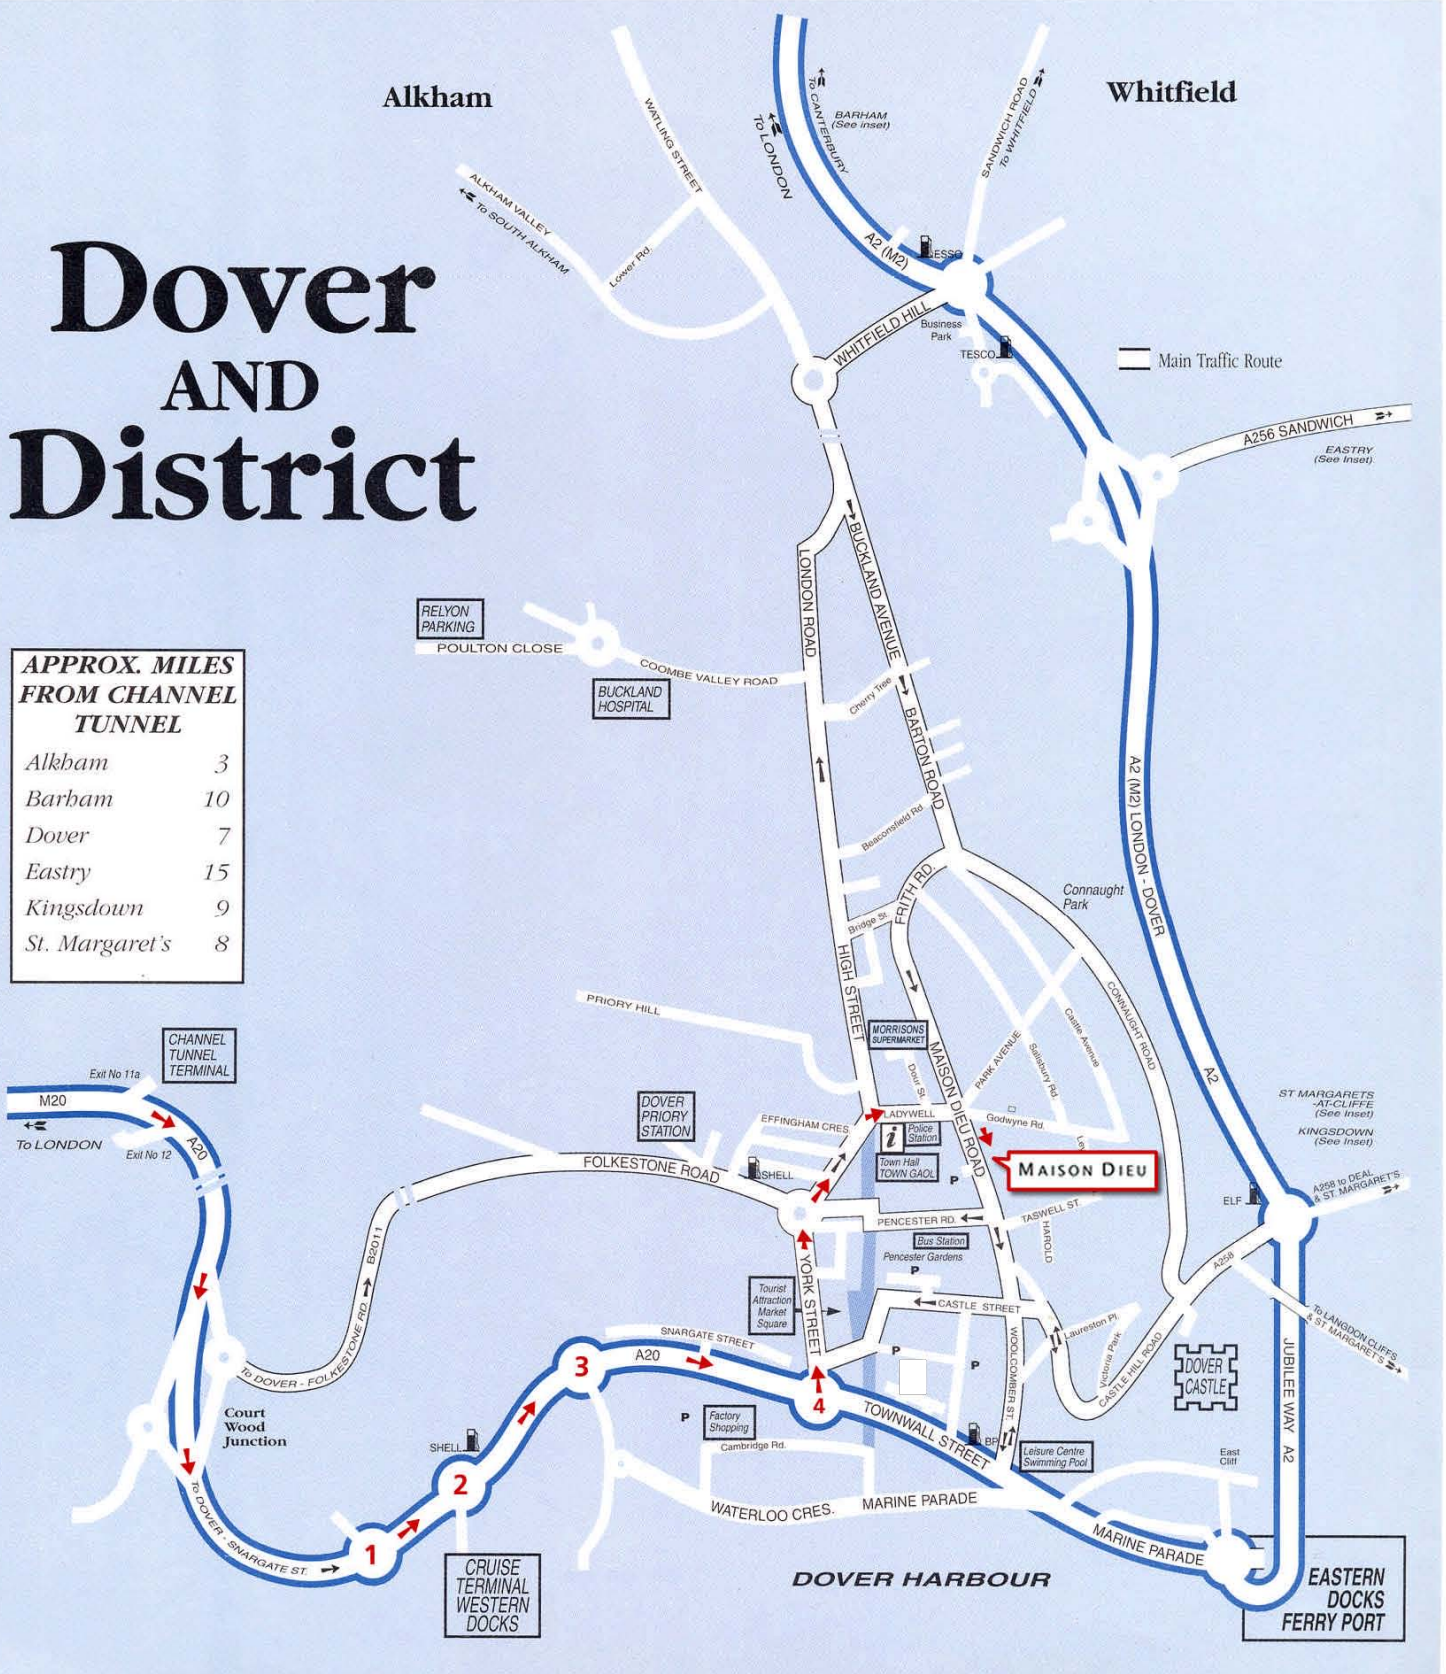 Alkham
Whitfield
WATLING STREET
To LONDON
To CANTERBURY
BARHAM
(See inset)
SANDWICH ROAD
To WHITFIELD
ALKHAM VALLEY
To SOUTH ALKHAM
Lower Rd.
A2 (M2)
ESSO
Dover
AND
District
WHITFIELD HILL
Business
Park
TESCO
Main Traffic Route
A256 SANDWICH
EASTRY
(See Inset)
BUCKLAND AVENUE
LONDON ROAD
RELYON
PARKING
POULTON CLOSE
COOMBE VALLEY ROAD
BUCKLAND
HOSPITAL
Cherry Tree
BARTON ROAD
APPROX. MILES
FROM CHANNEL
TUNNEL
Alkham 3
Barham 10
Dover 7
Eastry 15
Kingsdown 9
St. Margaret's 8
A2 (M2) LONDON - DOVER
Beaconsfield Rd.
FRITH RD.
Connaught
Park
Bridge St.
HIGH STREET
PRIORY HILL
CONNAUGHT ROAD
MORRISONS
SUPERMARKET
MAISON DIEU ROAD
PARK AVENUE
Castle Avenue
Salisbury Rd.
Dour St.
CHANNEL
TUNNEL
TERMINAL
Exit No 11a
M20
To LONDON
Exit No 12
A20
A2
DOVER
PRIORY
STATION
EFFINGHAM CRES.
LADYWELL
Godwyne Rd.
Le
i
Police
Station
Town Hall
TOWN GAOL
P
MAISON DIEU
ST MARGARETS
-AT-CLIFFE
(See Inset)
KINGSDOWN
(See Inset)
FOLKESTONE ROAD
SHELL
A258 to DEAL
& ST. MARGARET'S
ELF
PENCESTER RD.
TASWELL ST.
HAROLD
Bus Station
Pencester Gardens
P
B2011
YORK STREET
A258
Tourist
Attraction
Market
Square
CASTLE STREET
Laureston Pl.
Victoria Park
CASTLE HILL ROAD
To LANGDON CLIFFS
& ST. MARGARET'S
SNARGATE STREET
A20
3
P
P
WOOLCOMBER ST.
DOVER
CASTLE
JUBILEE WAY A2
To DOVER - FOLKESTONE RD.
Court
Wood
Junction
4
P
Factory
Shopping
Cambridge Rd.
TOWNWALL STREET
BP
Leisure Centre
Swimming Pool
East
Cliff
SHELL
2
To DOVER - SNARGATE ST.
1
WATERLOO CRES.
MARINE PARADE
MARINE PARADE
CRUISE
TERMINAL
WESTERN
DOCKS
DOVER HARBOUR
EASTERN
DOCKS
FERRY PORT